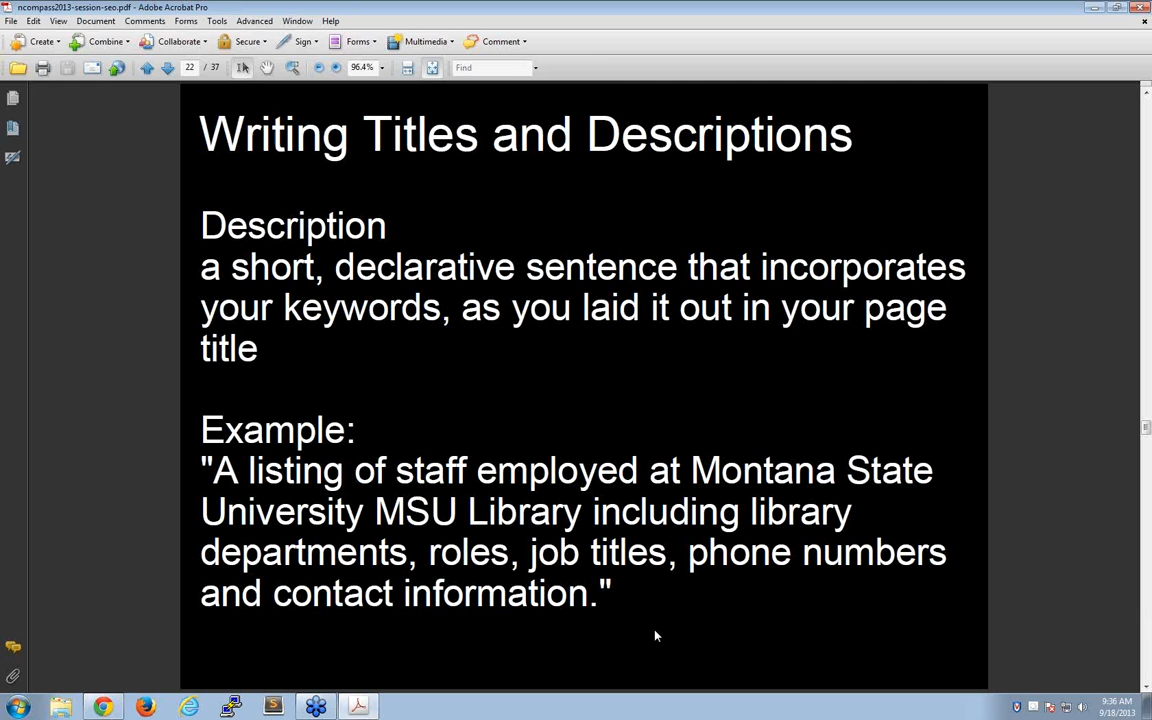 ncompass2013-session-seo.pdf - Adobe Acrobat Pro
File Edit View Document Comments Forms Tools Advanced Window Help
Create Combine Collaborate Secure Sign Forms Multimedia Comment
22 / 37 96.4% Find
Writing Titles and Descriptions
Description
a short, declarative sentence that incorporates
your keywords, as you laid it out in your page
title
Example:
"A listing of staff employed at Montana State
University MSU Library including library
departments, roles, job titles, phone numbers
and contact information."
9:36 AM
9/18/2013